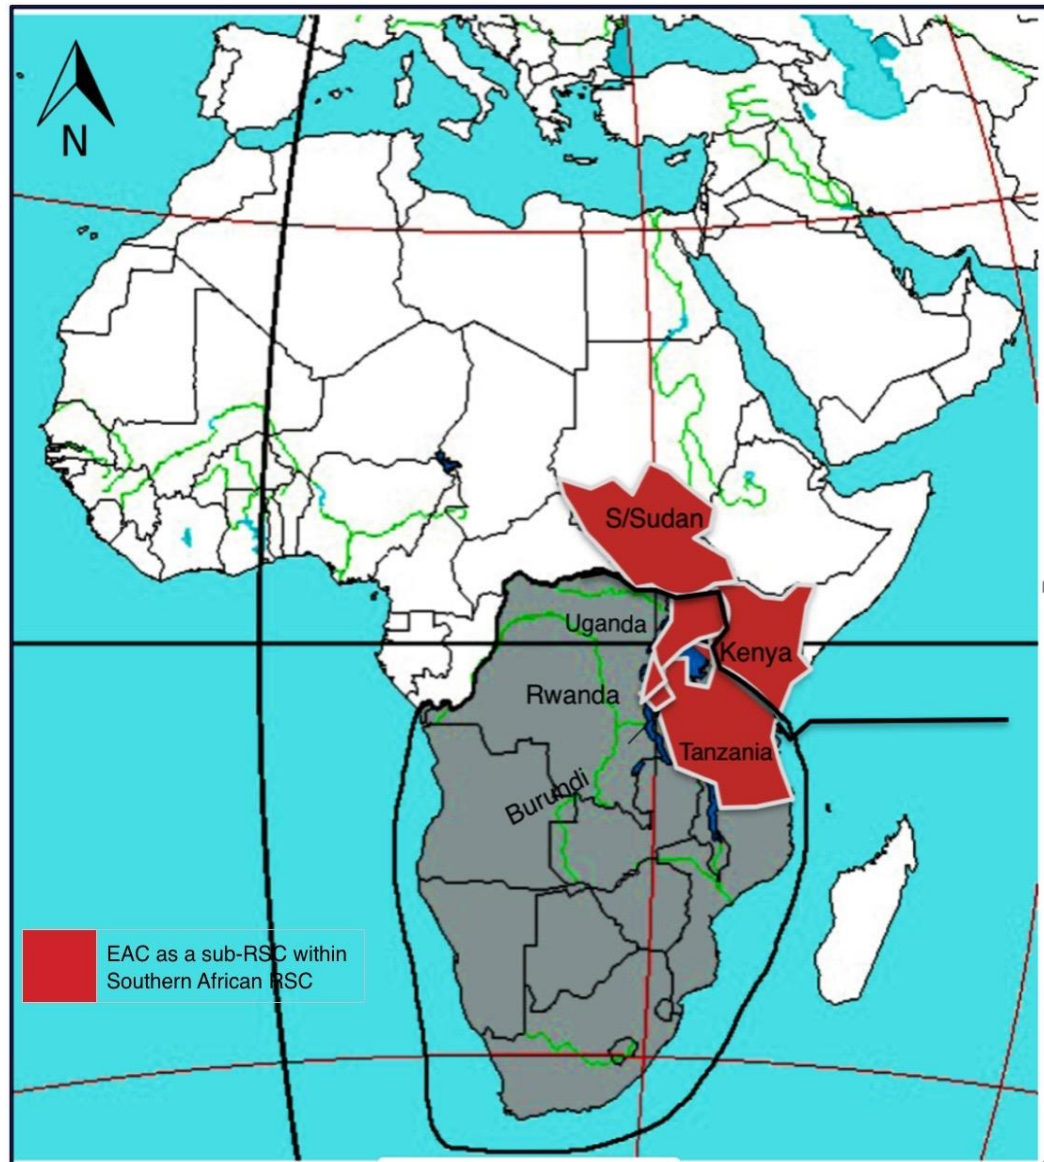 N
S/Sudan
Uganda
Kenya
Rwanda
Tanzania
Burundi
EAC as a sub-RSC within
Southern African RSC